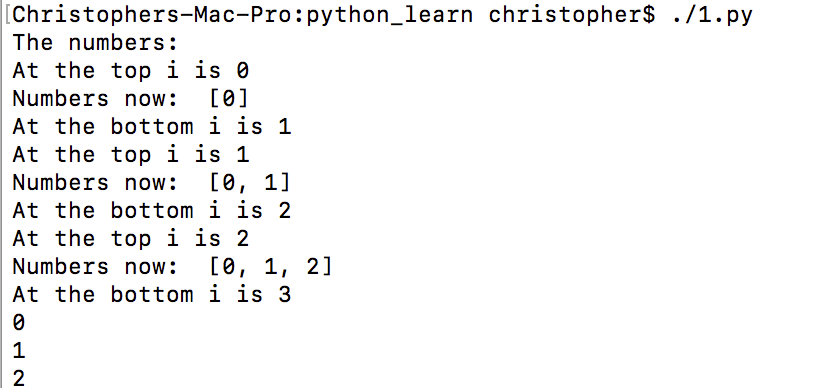 [Christophers-Mac-Pro:python_learn christopher$ ./1.py
The numbers:
At the top i is 0
Numbers now:  [0]
At the bottom i is 1
At the top i is 1
Numbers now:  [0, 1]
At the bottom i is 2
At the top i is 2
Numbers now:  [0, 1, 2]
At the bottom i is 3
0
1
2